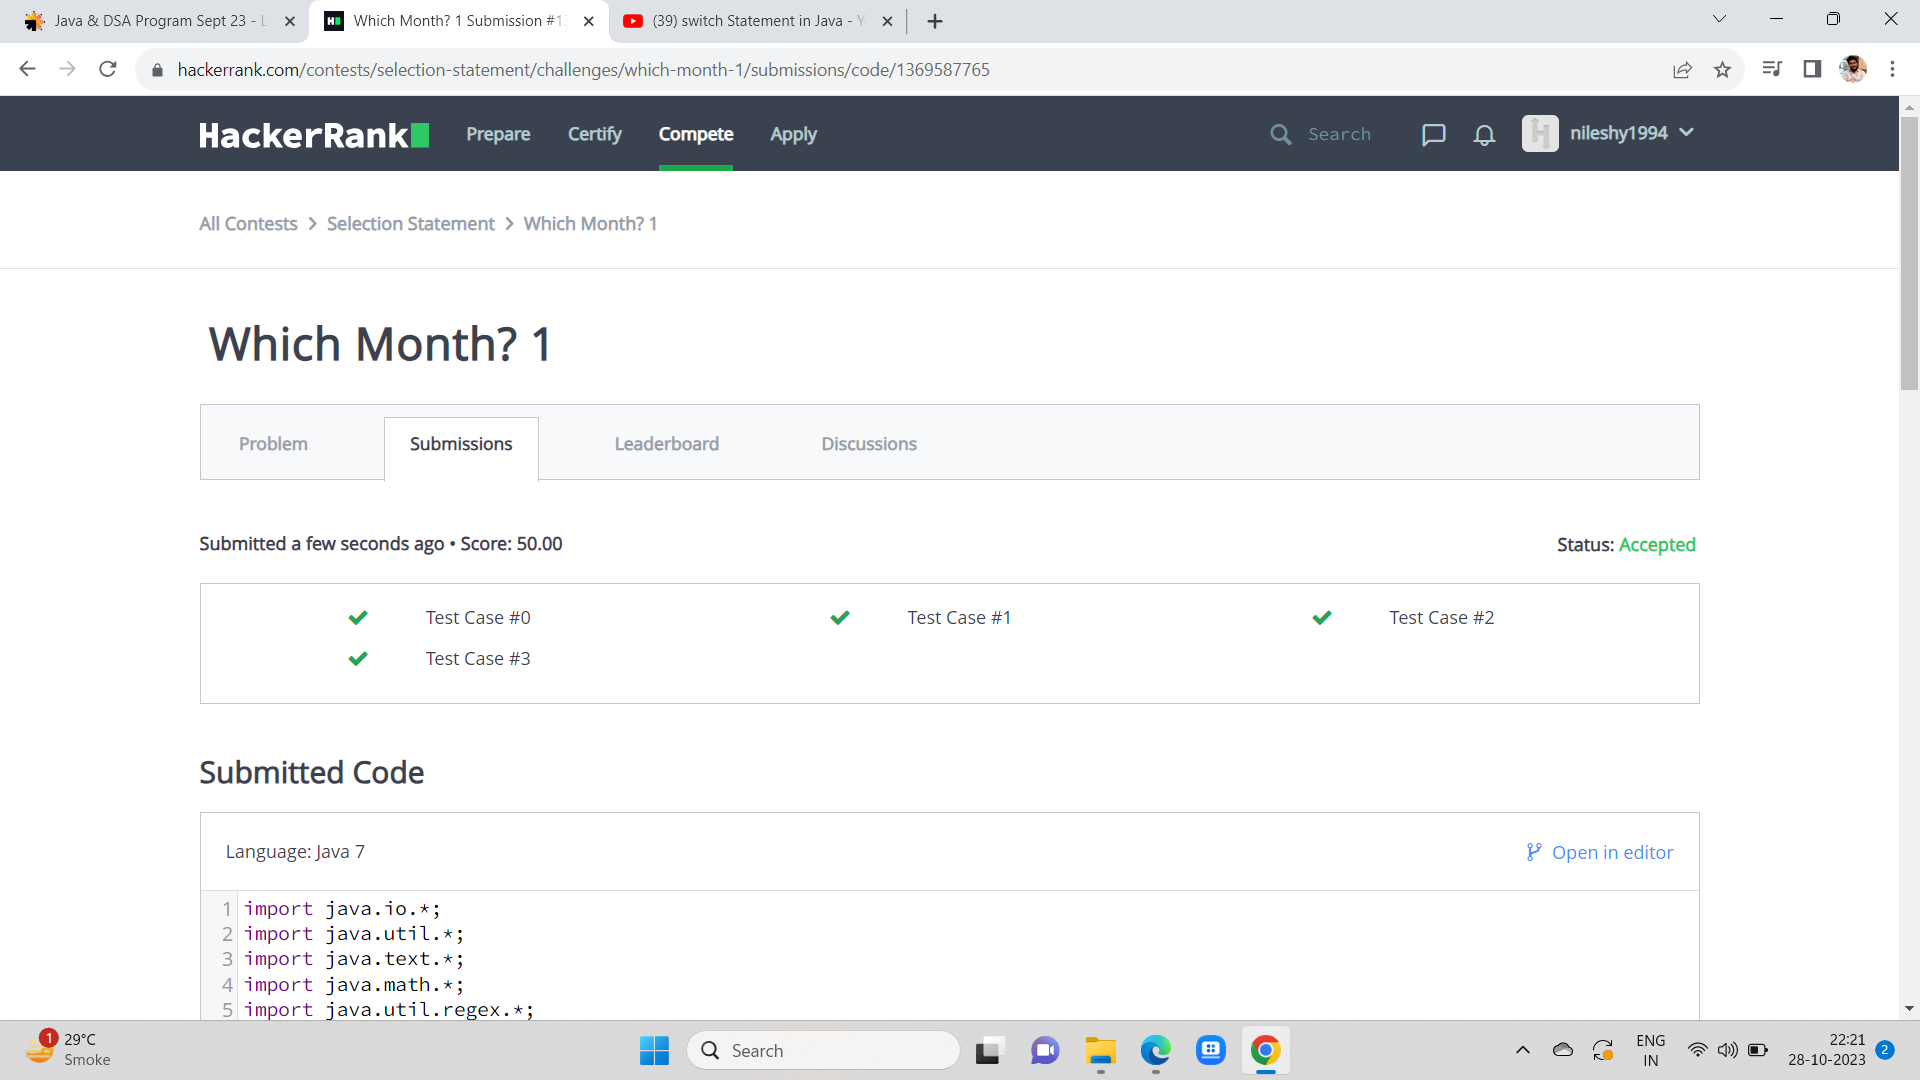 Java & DSA Program Sept 23 - L
Which Month? 1 Submission #13
(39) switch Statement in Java - Y
hackerrank.com/contests/selection-statement/challenges/which-month-1/submissions/code/1369587765
HackerRank
Prepare
Certify
Compete
Apply
Search
H
nileshy1994
All Contests > Selection Statement > Which Month? 1
Which Month? 1
Problem
Submissions
Leaderboard
Discussions
Submitted a few seconds ago • Score: 50.00
Status: Accepted
Test Case #0
Test Case #1
Test Case #2
Test Case #3
Submitted Code
Language: Java 7
Open in editor
1 import java.io.*;
2 import java.util.*;
3 import java.text.*;
4 import java.math.*;
5 import java.util.regex.*;
1
29°C
Smoke
Search
ENG
IN
22:21
28-10-2023
2